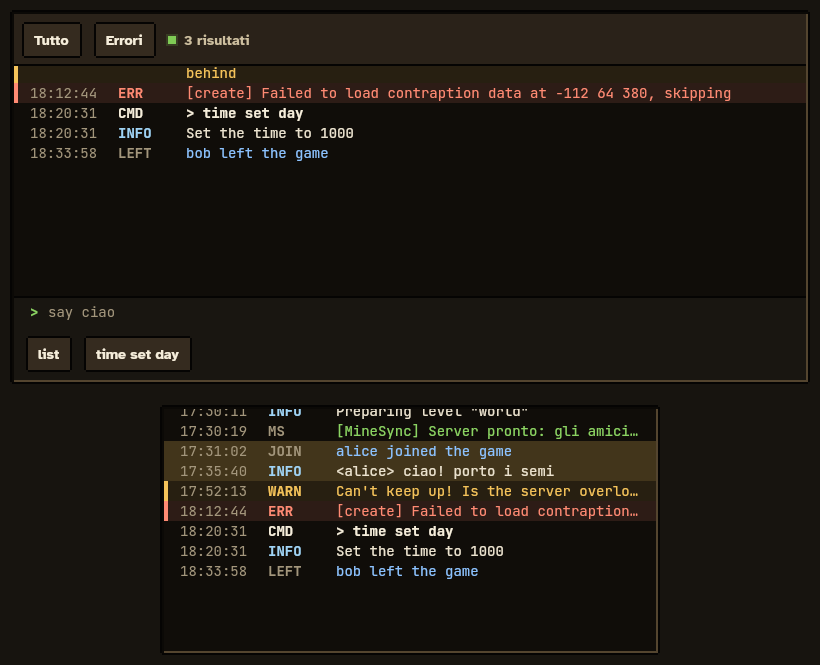 Tutto Errori 3 risultati
behind
18:12:44 ERR [create] Failed to load contraption data at -112 64 380, skipping
18:20:31 CMD > time set day
18:20:31 INFO Set the time to 1000
18:33:58 LEFT bob left the game
> say ciao
list time set day
17:30:11 INFO Preparing level "world"
17:30:19 MS [MineSync] Server pronto: gli amici…
17:31:02 JOIN alice joined the game
17:35:40 INFO <alice> ciao! porto i semi
17:52:13 WARN Can't keep up! Is the server overlo…
18:12:44 ERR [create] Failed to load contraption…
18:20:31 CMD > time set day
18:20:31 INFO Set the time to 1000
18:33:58 LEFT bob left the game